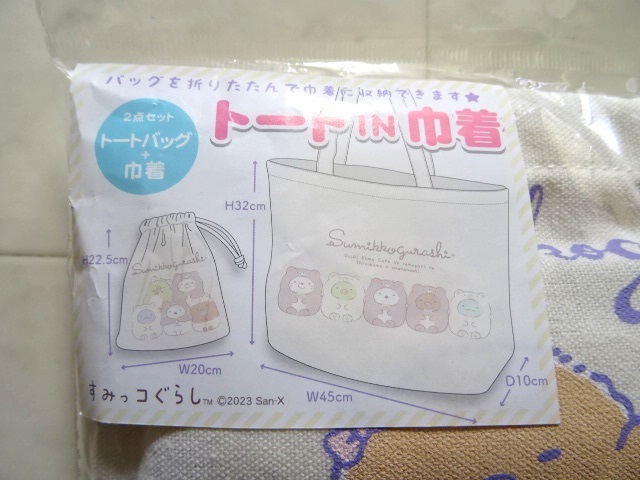 バッグを折りたたんで巾着に収納できます★
2点セット
トートバッグ
+
巾着
トートIN巾着
H32cm
H22.5cm
Sumikkogurashi
Sumikkogurashi™
W20cm
W45cm
D10cm
すみっコぐらし™ ©2023 San-X